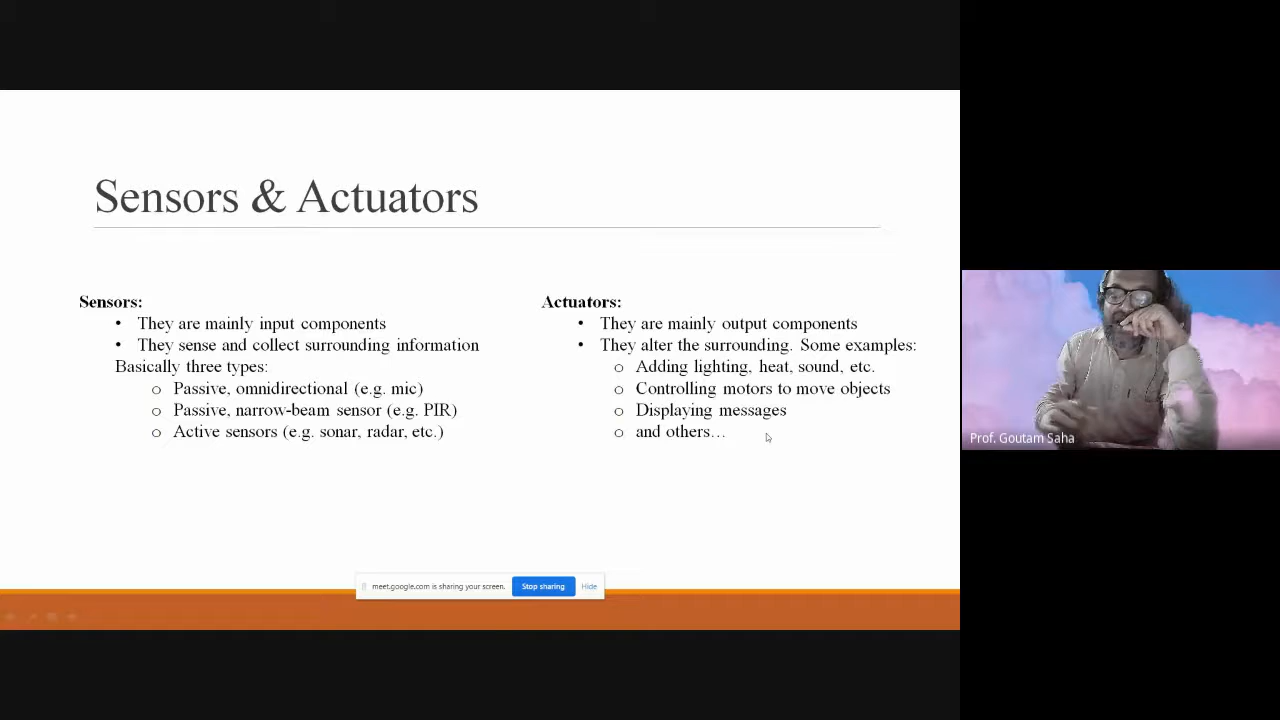 Sensors & Actuators
Sensors:
• They are mainly input components
• They sense and collect surrounding information
Basically three types:
o Passive, omnidirectional (e.g. mic)
o Passive, narrow-beam sensor (e.g. PIR)
o Active sensors (e.g. sonar, radar, etc.)
Actuators:
• They are mainly output components
• They alter the surrounding. Some examples:
o Adding lighting, heat, sound, etc.
o Controlling motors to move objects
o Displaying messages
o and others…
meet.google.com is sharing your screen. Stop sharing Hide
Prof. Goutam Saha